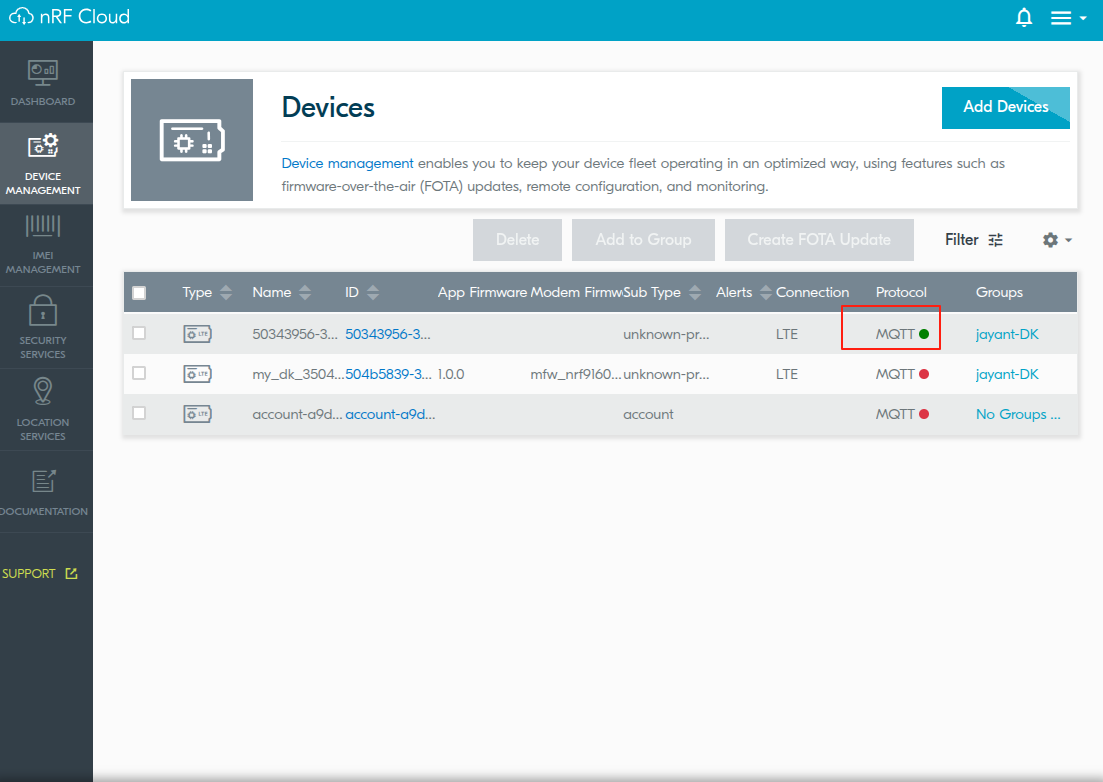 nRF Cloud
DASHBOARD
DEVICE
MANAGEMENT
IMEI
MANAGEMENT
SECURITY
SERVICES
LOCATION
SERVICES
DOCUMENTATION
SUPPORT
Devices
Add Devices
Device management enables you to keep your device fleet operating in an optimized way, using features such as
firmware-over-the-air (FOTA) updates, remote configuration, and monitoring.
Delete Add to Group Create FOTA Update Filter
Type Name ID App Firmware Modem Firmw Sub Type Alerts Connection Protocol Groups
LTE 50343956-3... 50343956-3... unknown-pr... LTE MQTT jayant-DK
LTE my_dk_3504... 504b5839-3... 1.0.0 mfw_nrf9160... unknown-pr... LTE MQTT jayant-DK
LTE account-a9d... account-a9d... account MQTT No Groups ...